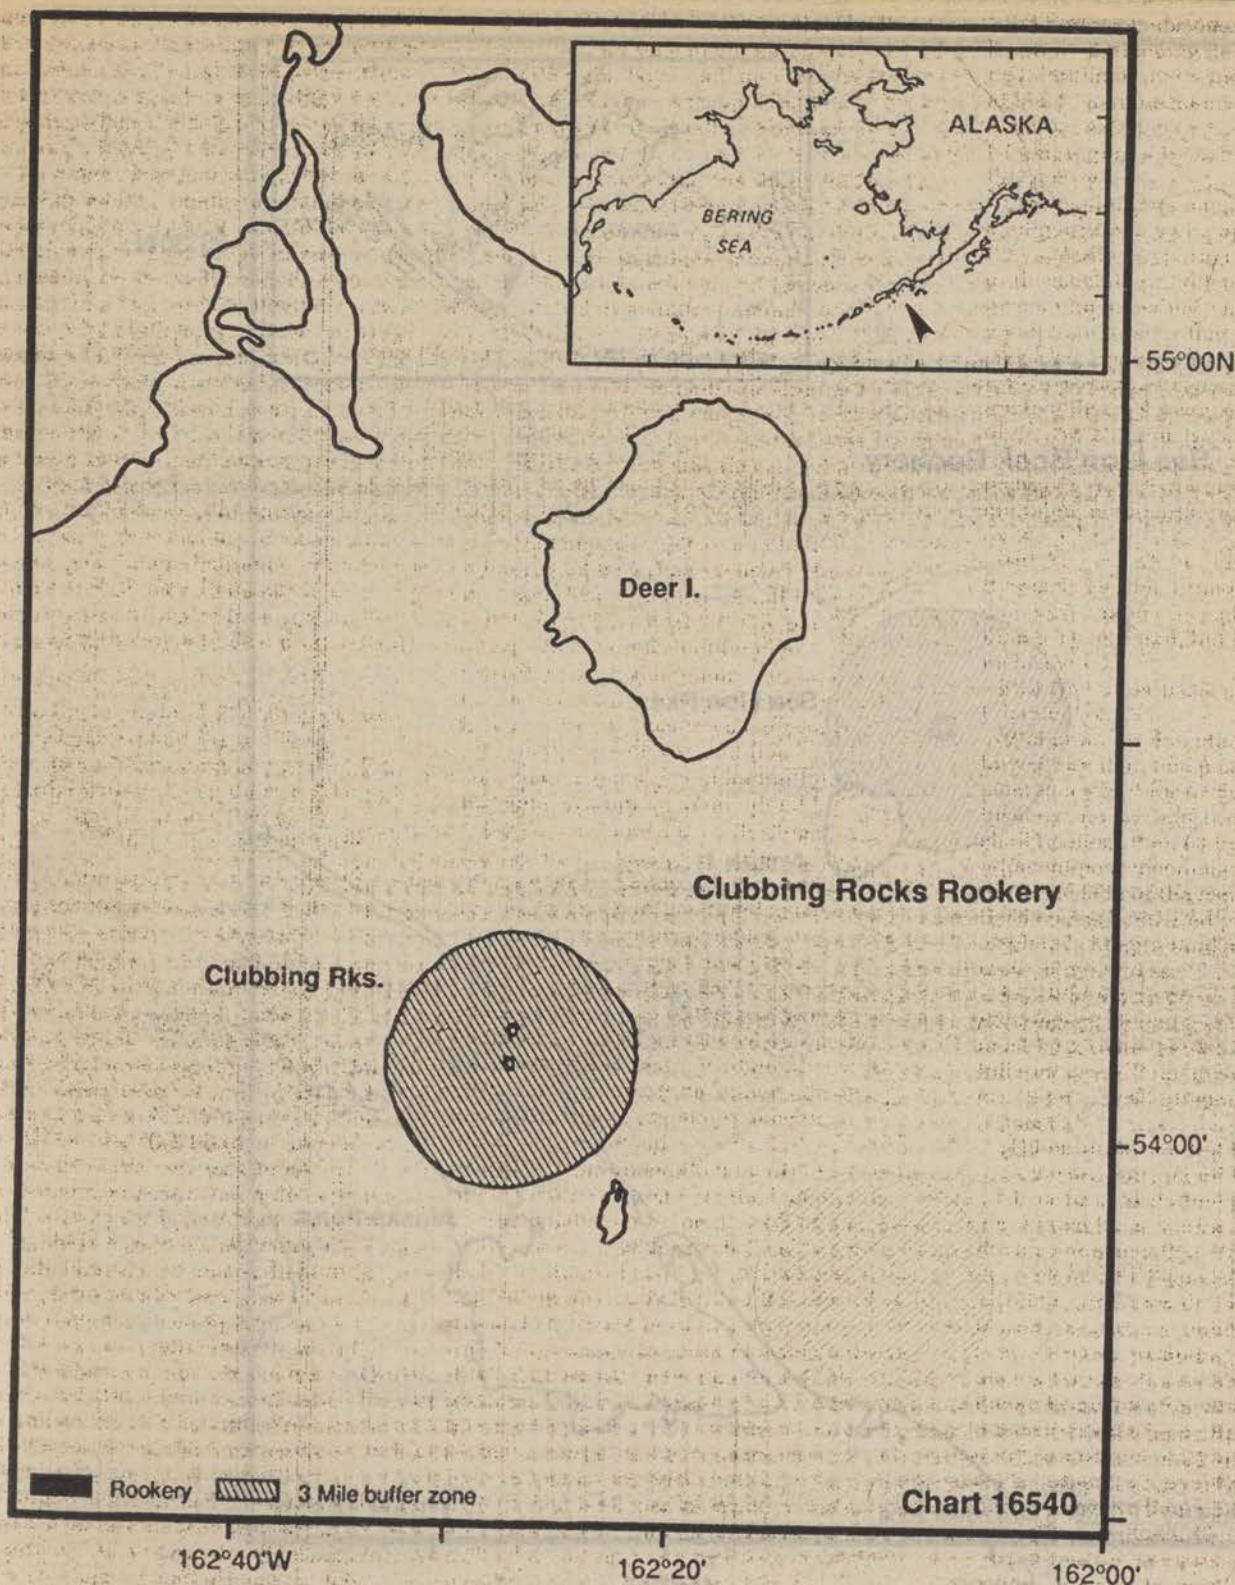 ALASKA
BERING
SEA
55°00N
Deer I.
Clubbing Rocks Rookery
Clubbing Rks.
54°00'
Rookery
3 Mile buffer zone
Chart 16540
162°40'W
162°20'
162°00'